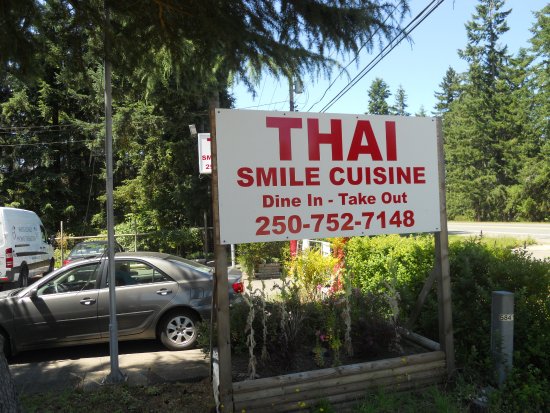 THAI
SMILE CUISINE
Dine In - Take Out
250-752-7148